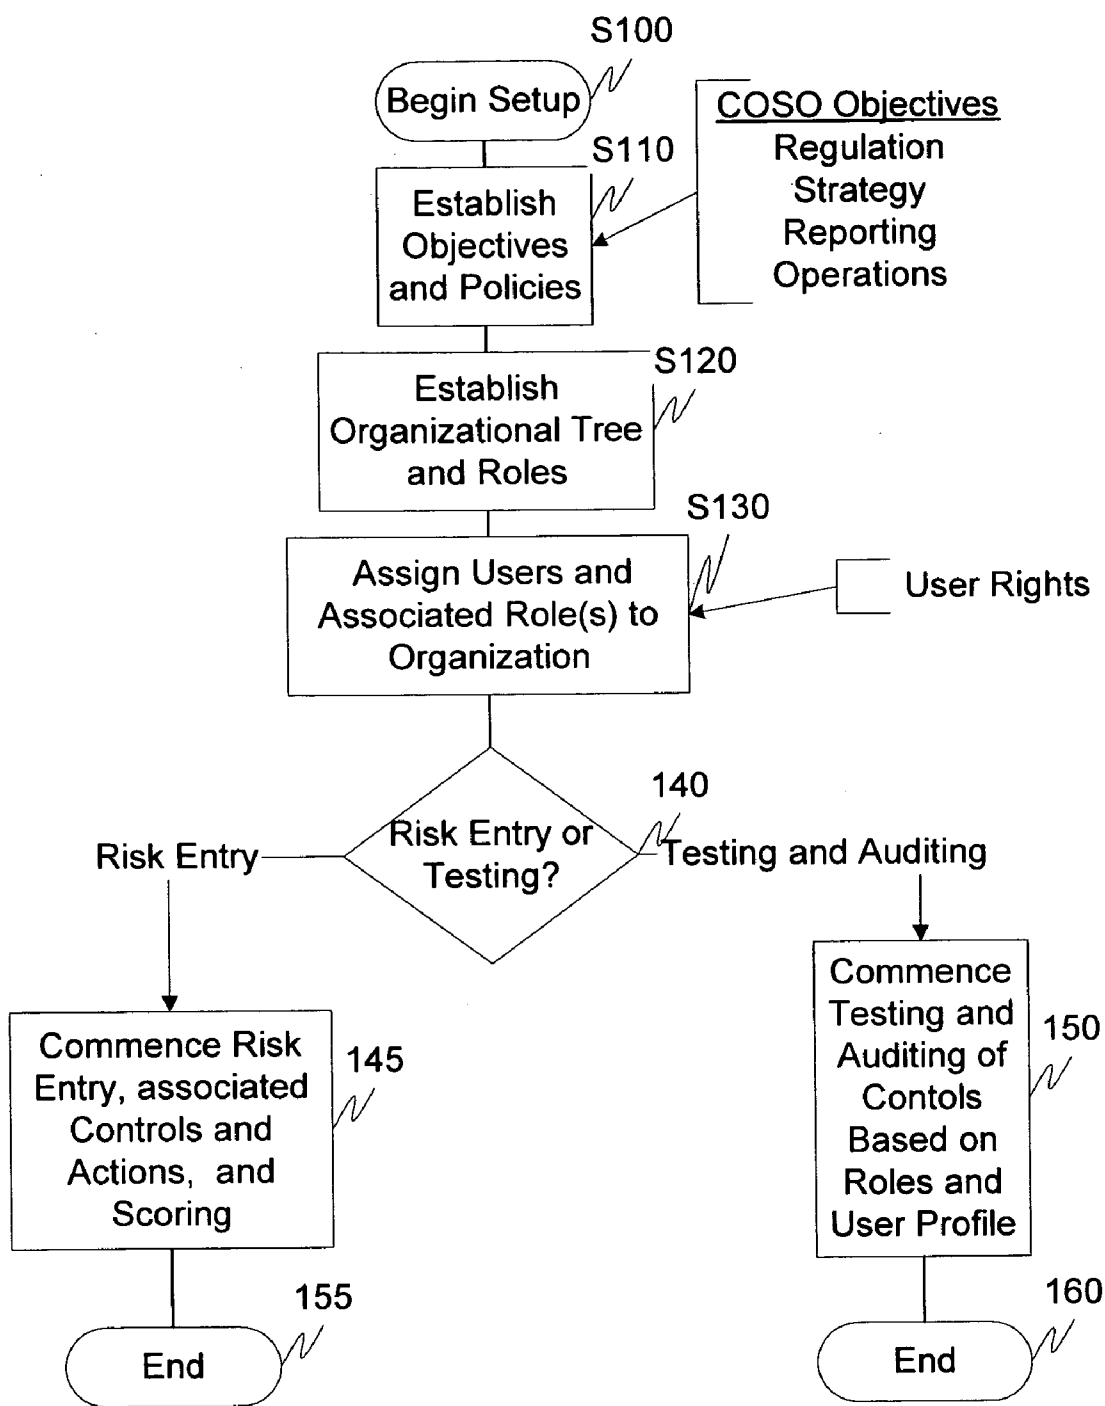 S100
Begin Setup
COSO Objectives
Regulation
Strategy
Reporting
Operations
S110
Establish
Objectives
and Policies
S120
Establish
Organizational Tree
and Roles
S130
Assign Users and
Associated Role(s) to
Organization
User Rights
140
Risk Entry or
Testing?
Risk Entry
Testing and Auditing
Commence Risk
Entry, associated
Controls and
Actions, and
Scoring
145
Commence
Testing and
Auditing of
Contols
Based on
Roles and
User Profile
150
155
End
160
End